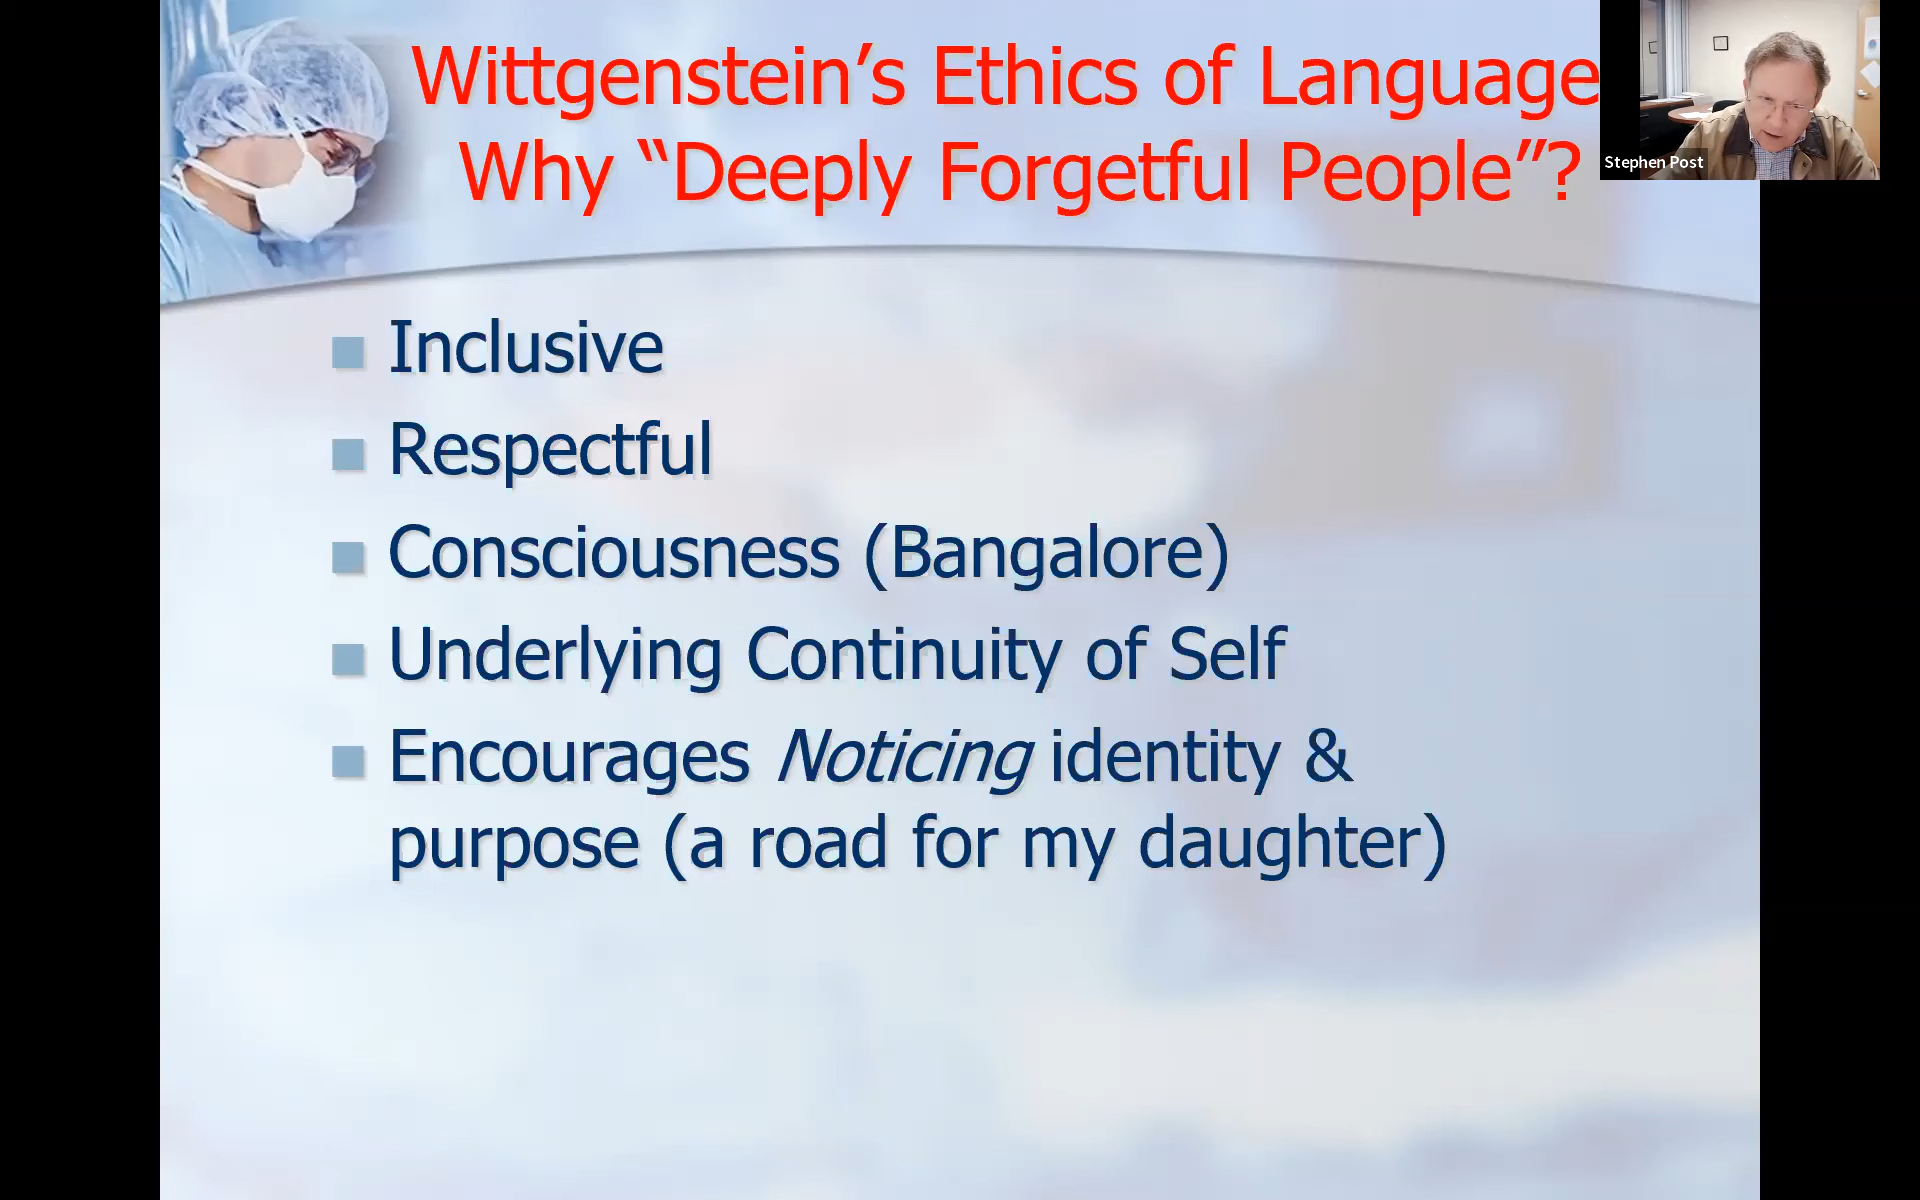 Wittgenstein’s Ethics of Language
Why “Deeply Forgetful People”?
Stephen Post
Inclusive
Respectful
Consciousness (Bangalore)
Underlying Continuity of Self
Encourages Noticing identity &
purpose (a road for my daughter)